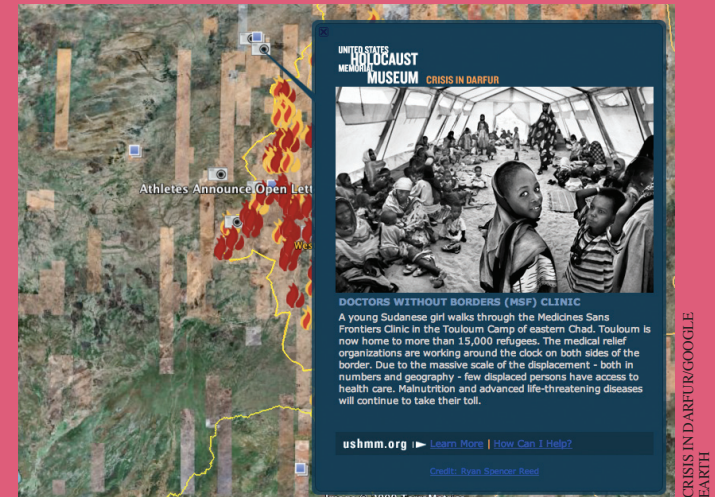 UNITED STATES
HOLOCAUST
MEMORIAL
MUSEUM CRISIS IN DARFUR
Athletes Announce Open Lett
Wes
DOCTORS WITHOUT BORDERS (MSF) CLINIC
A young Sudanese girl walks through the Medicines Sans
Frontiers Clinic in the Touloum Camp of eastern Chad. Touloum is
now home to more than 15,000 refugees. The medical relief
organizations are working around the clock on both sides of the
border. Due to the massive scale of the displacement - both in
numbers and geography - few displaced persons have access to
health care. Malnutrition and advanced life-threatening diseases
will continue to take their toll.
ushmm.org Learn More | How Can I Help?
Credit: Ryan Spencer Reed
CRISIS IN DARFUR/GOOGLE
EARTH